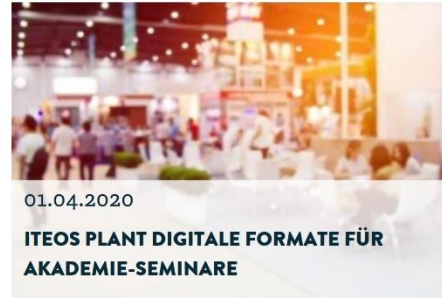 01.04.2020
ITEOS PLANT DIGITALE FORMATE FÜR
AKADEMIE-SEMINARE